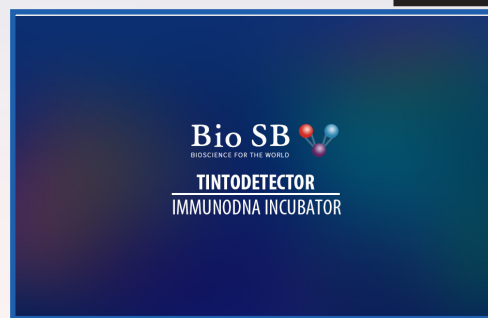 Bio SB
BIOSCIENCE FOR THE WORLD
TINTODETECTOR
IMMUNODNA INCUBATOR